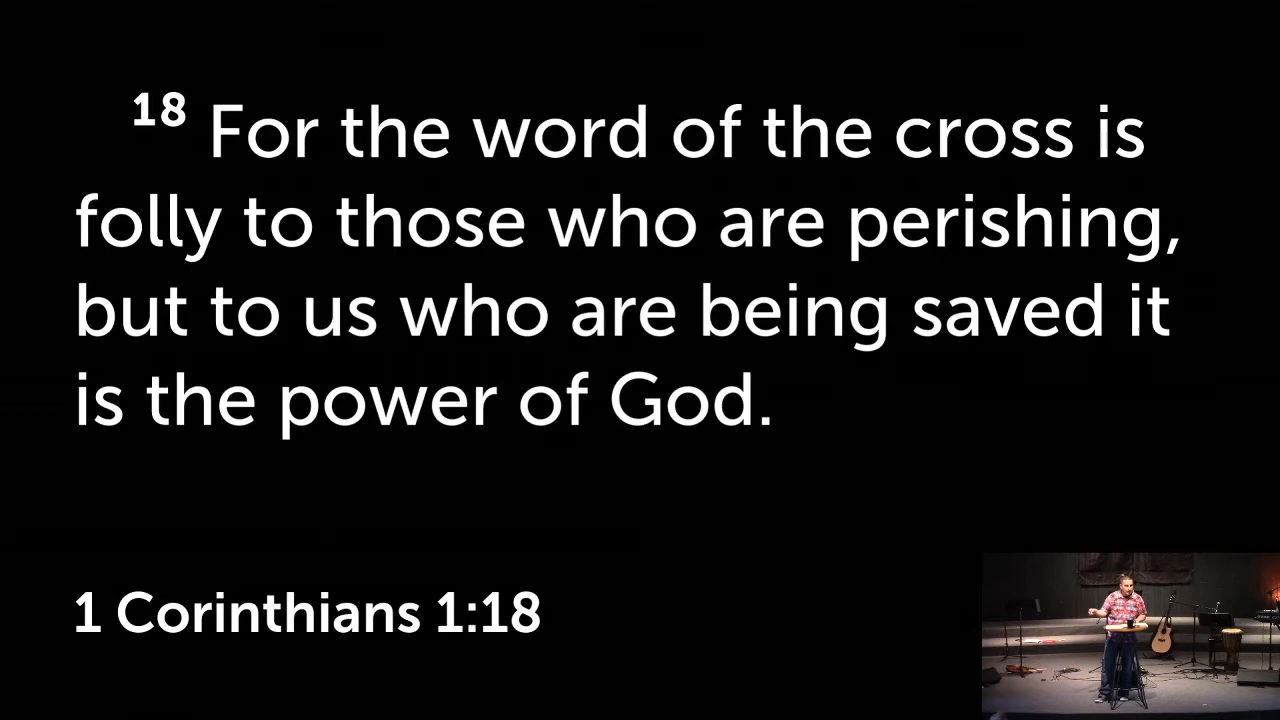 18 For the word of the cross is
folly to those who are perishing,
but to us who are being saved it
is the power of God.
1 Corinthians 1:18